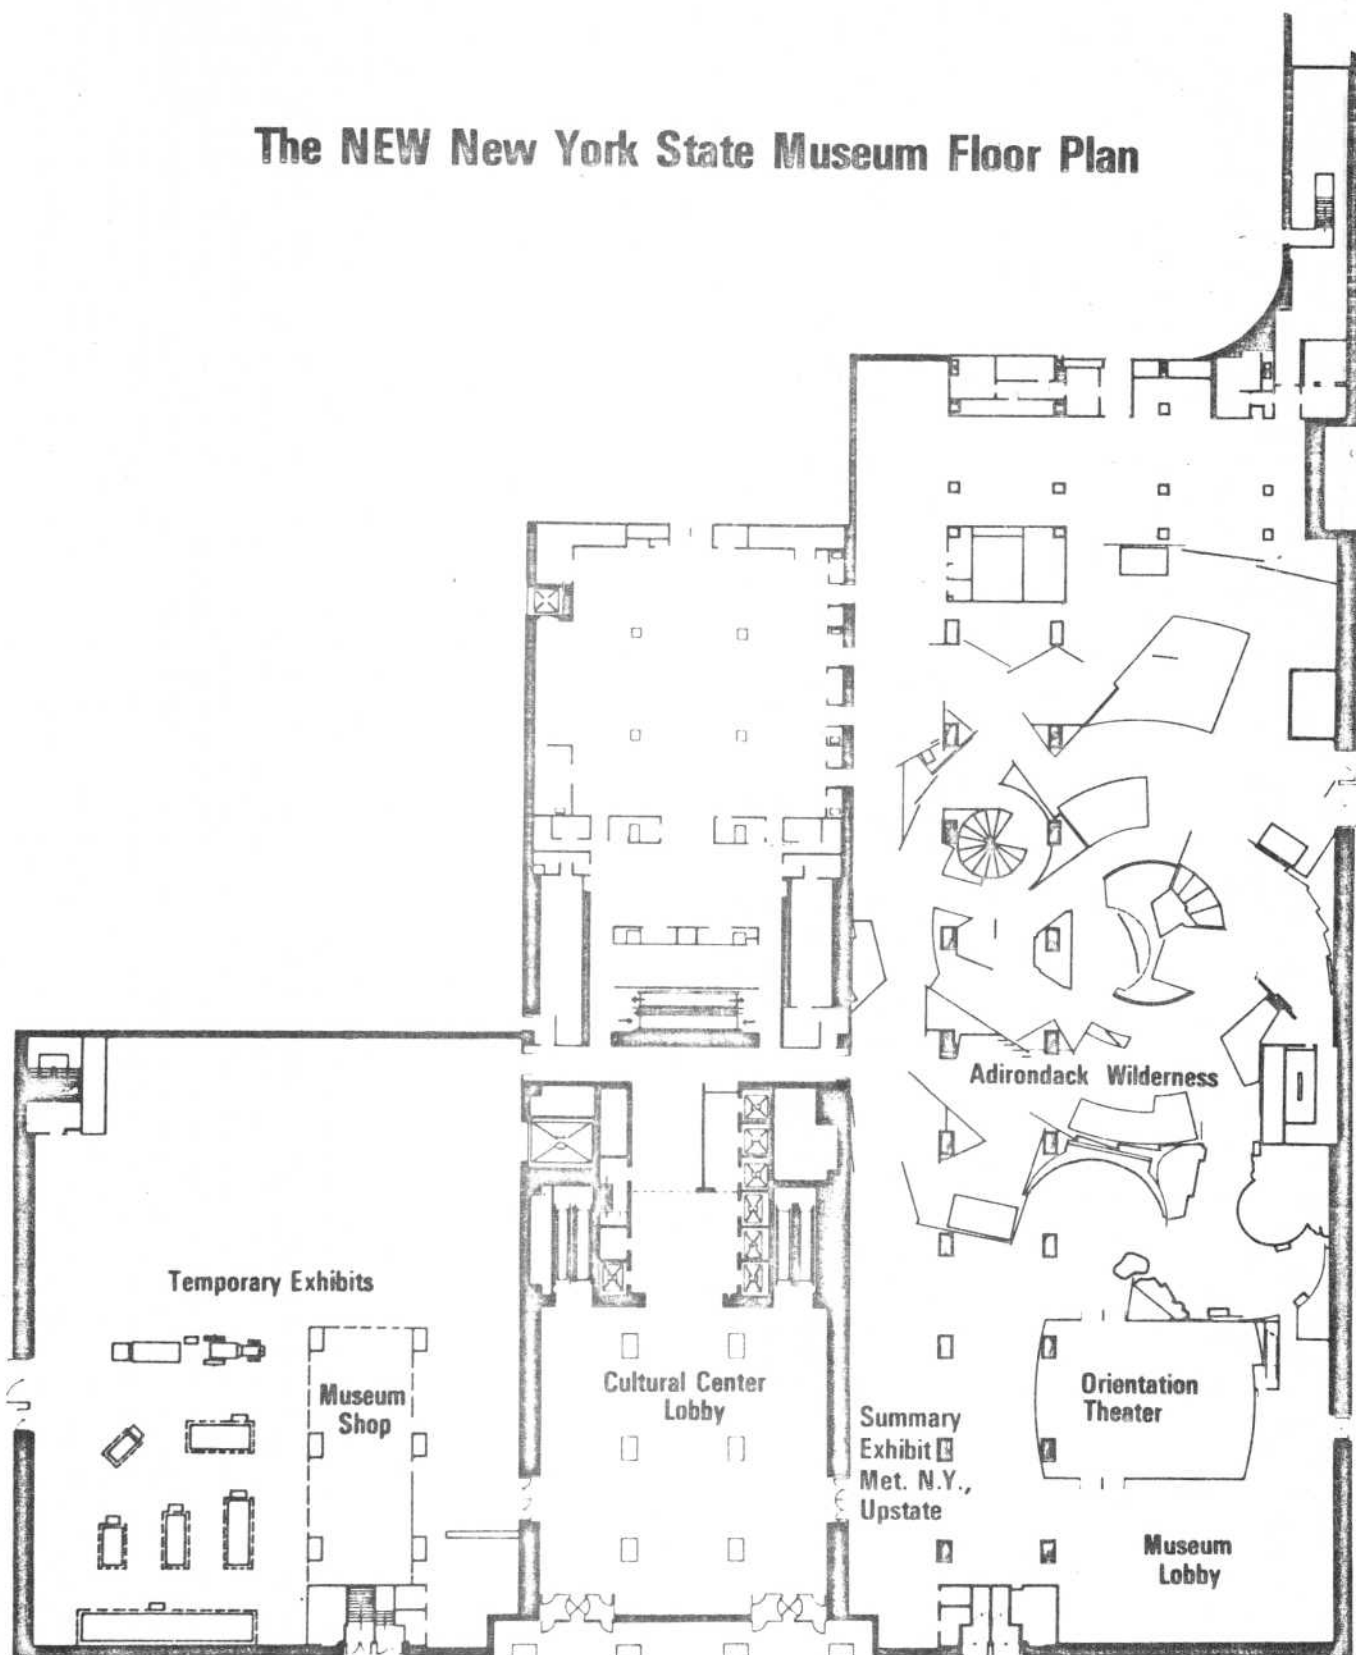 The NEW New York State Museum Floor Plan
Adirondack Wilderness
Temporary Exhibits
Museum
Shop
Cultural Center
Lobby
Summary
Exhibit
Met. N.Y.,
Upstate
Orientation
Theater
Museum
Lobby